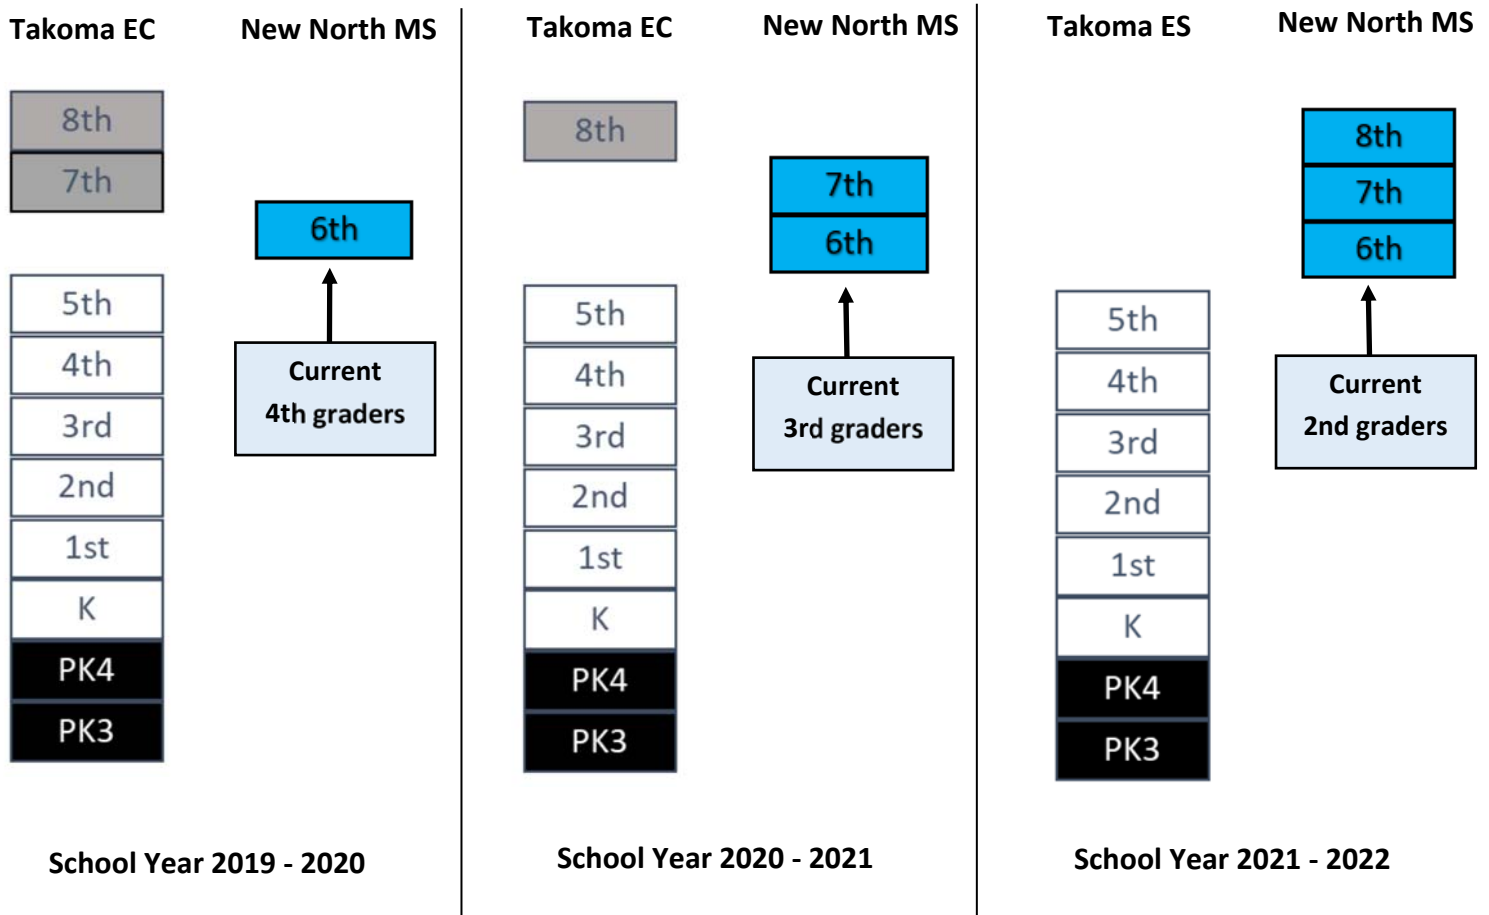 Takoma EC
New North MS
8th
7th
6th
5th
4th
3rd
2nd
1st
K
PK4
PK3
Current
4th graders
School Year 2019 - 2020
Takoma EC
New North MS
8th
7th
6th
5th
4th
3rd
2nd
1st
K
PK4
PK3
Current
3rd graders
School Year 2020 - 2021
Takoma ES
New North MS
8th
7th
6th
5th
4th
3rd
2nd
1st
K
PK4
PK3
Current
2nd graders
School Year 2021 - 2022